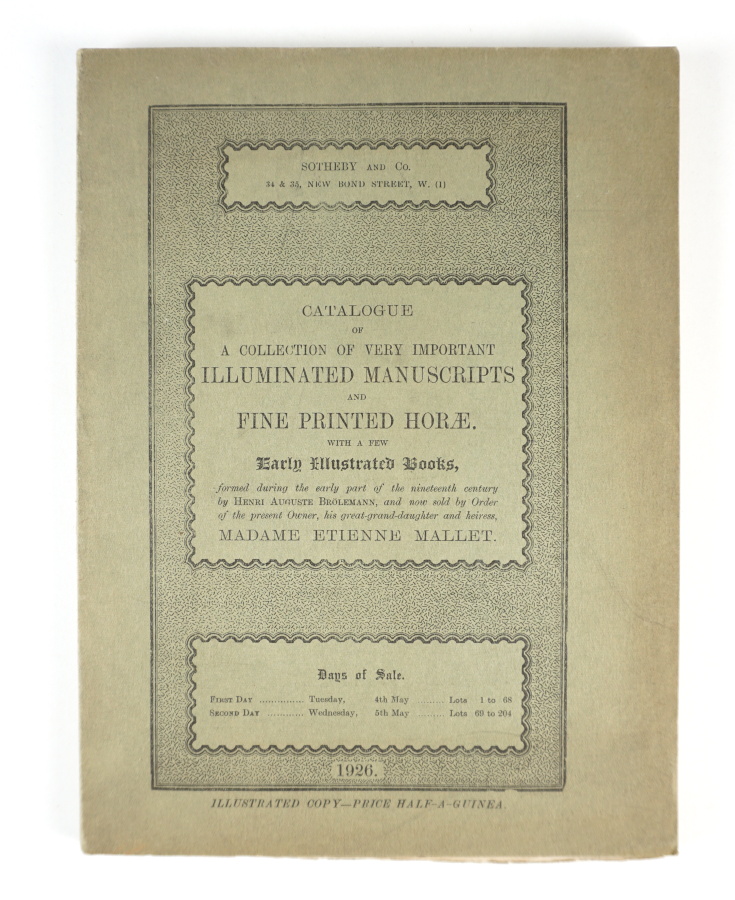 SOTHEBY AND CO.
34 & 35, NEW BOND STREET, W. (1)
CATALOGUE
OF
A COLLECTION OF VERY IMPORTANT
ILLUMINATED MANUSCRIPTS
AND
FINE PRINTED HORÆ.
WITH A FEW
Early Illustrated Books,
formed during the early part of the nineteenth century
by HENRI AUGUSTE BRÖLEMANN, and now sold by Order
of the present Owner, his great-grand-daughter and heiress,
MADAME ETIENNE MALLET.
Days of Sale.
FIRST DAY .............. Tuesday, 4th May ......... Lots 1 to 68
SECOND DAY ............ Wednesday, 5th May ......... Lots 69 to 204
1926.
ILLUSTRATED COPY—PRICE HALF-A-GUINEA.